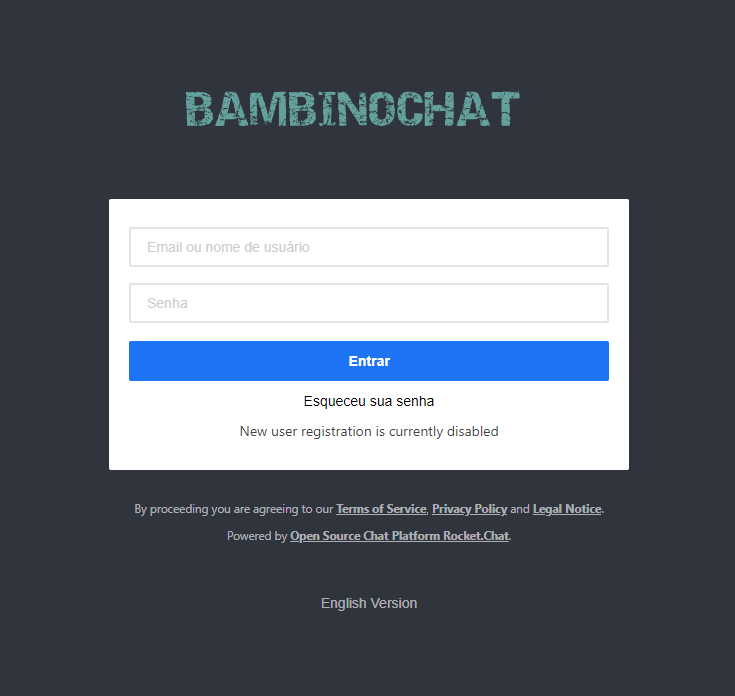 BAMBINOCHAT
Email ou nome de usuário
Senha
Entrar
Esqueceu sua senha
New user registration is currently disabled
By proceeding you are agreeing to our Terms of Service, Privacy Policy and Legal Notice.
Powered by Open Source Chat Platform Rocket.Chat.
English Version